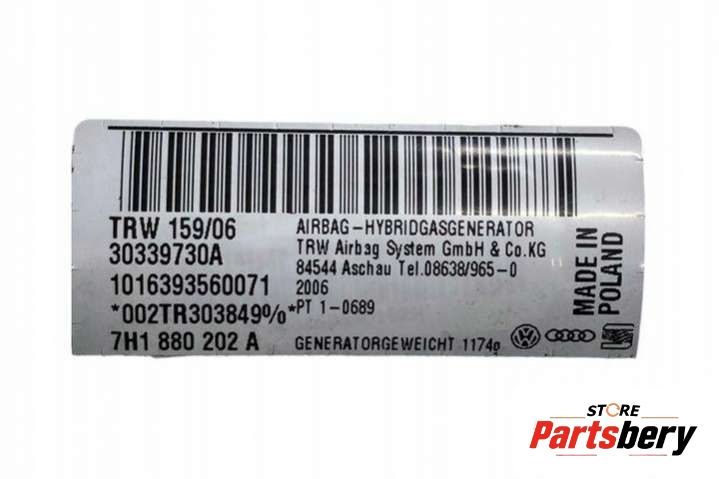 TRW 159/06
30339730A
1016393560071
*002TR303849%*
7H1 880 202 A
AIRBAG-HYBRIDGASGENERATOR
TRW Airbag System GmbH & Co.KG
84544 Aschau Tel.08638/965-0
2006
PT 1-0689
GENERATORGEWEICHT 1174g
MADE IN
POLAND
STORE
Partsbery